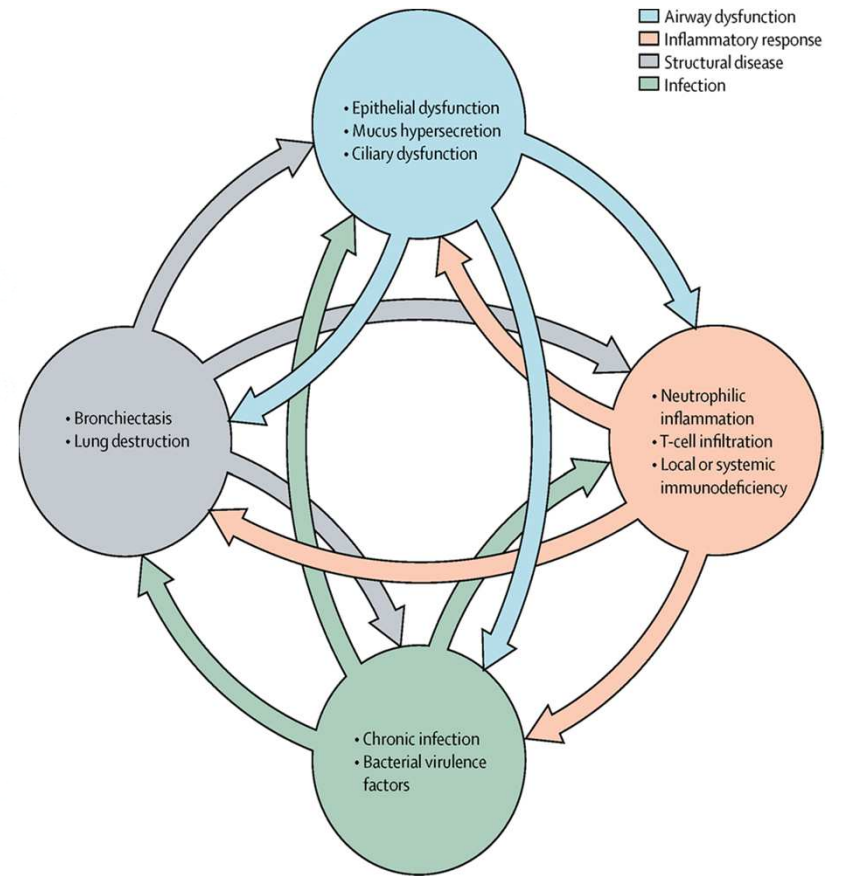 Airway dysfunction
Inflammatory response
Structural disease
Infection
• Epithelial dysfunction
• Mucus hypersecretion
• Ciliary dysfunction
• Bronchiectasis
• Lung destruction
• Neutrophilic
inflammation
• T-cell infiltration
• Local or systemic
immunodeficiency
• Chronic infection
• Bacterial virulence
factors